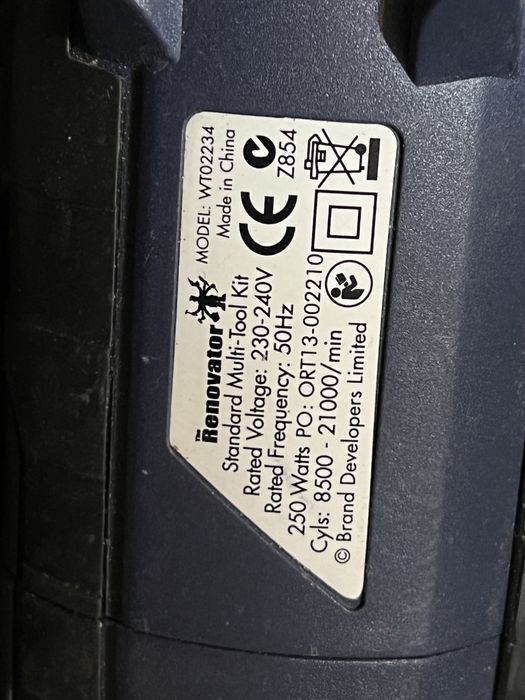 The
Renovator
MODEL: WT02234
Made in China
Standard Multi-Tool Kit
Rated Voltage: 230-240V
Rated Frequency: 50Hz
250 Watts PO: ORT13-002210
Cyls: 8500 - 21000/min
© Brand Developers Limited
CE
Z854